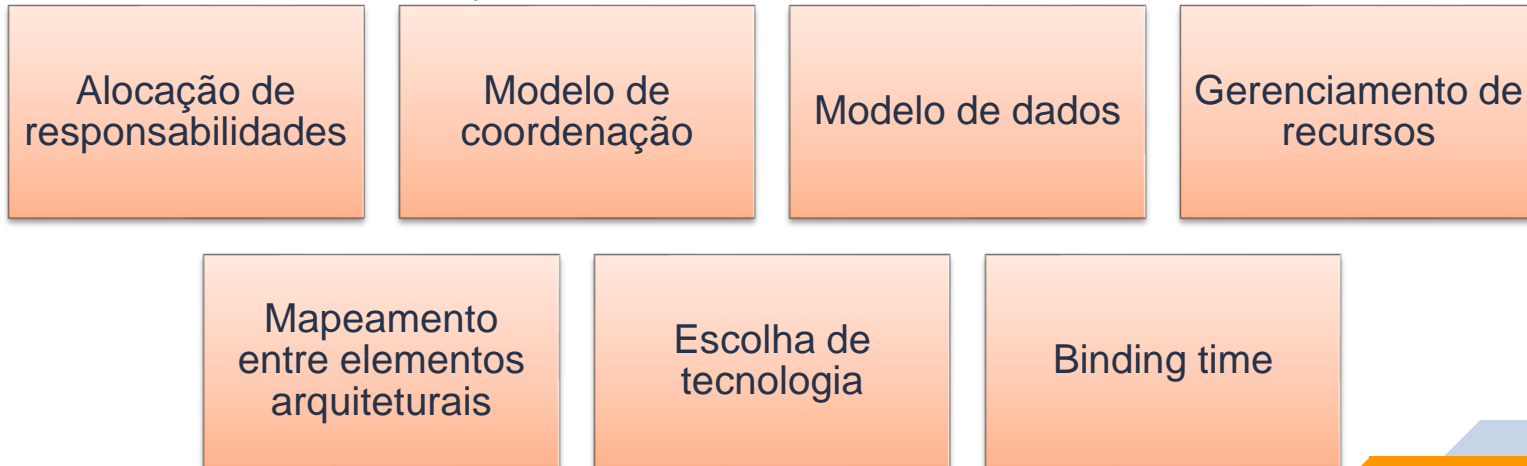 Alocação de
responsabilidades
Modelo de
coordenação
Modelo de dados
Gerenciamento de
recursos
Mapeamento
entre elementos
arquiteturais
Escolha de
tecnologia
Binding time